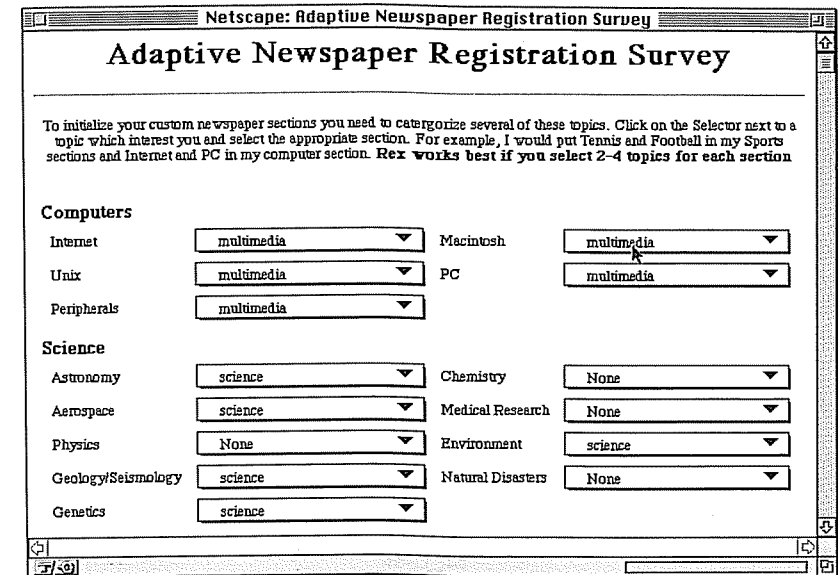 Netscape: Adaptive Newspaper Registration Survey
Adaptive Newspaper Registration Survey
To initialize your custom newspaper sections you need to catergorize several of these topics. Click on the Selector next to a
topic which interest you and select the appropriate section. For example, I would put Tennis and Football in my Sports
sections and Internet and PC in my computer section. Rex works best if you select 2-4 topics for each section
Computers
Internet multimedia Macintosh multimedia
Unix multimedia PC multimedia
Peripherals multimedia
Science
Astronomy science Chemistry None
Aerospace science Medical Research None
Physics None Environment science
Geology/Seismology science Natural Disasters None
Genetics science